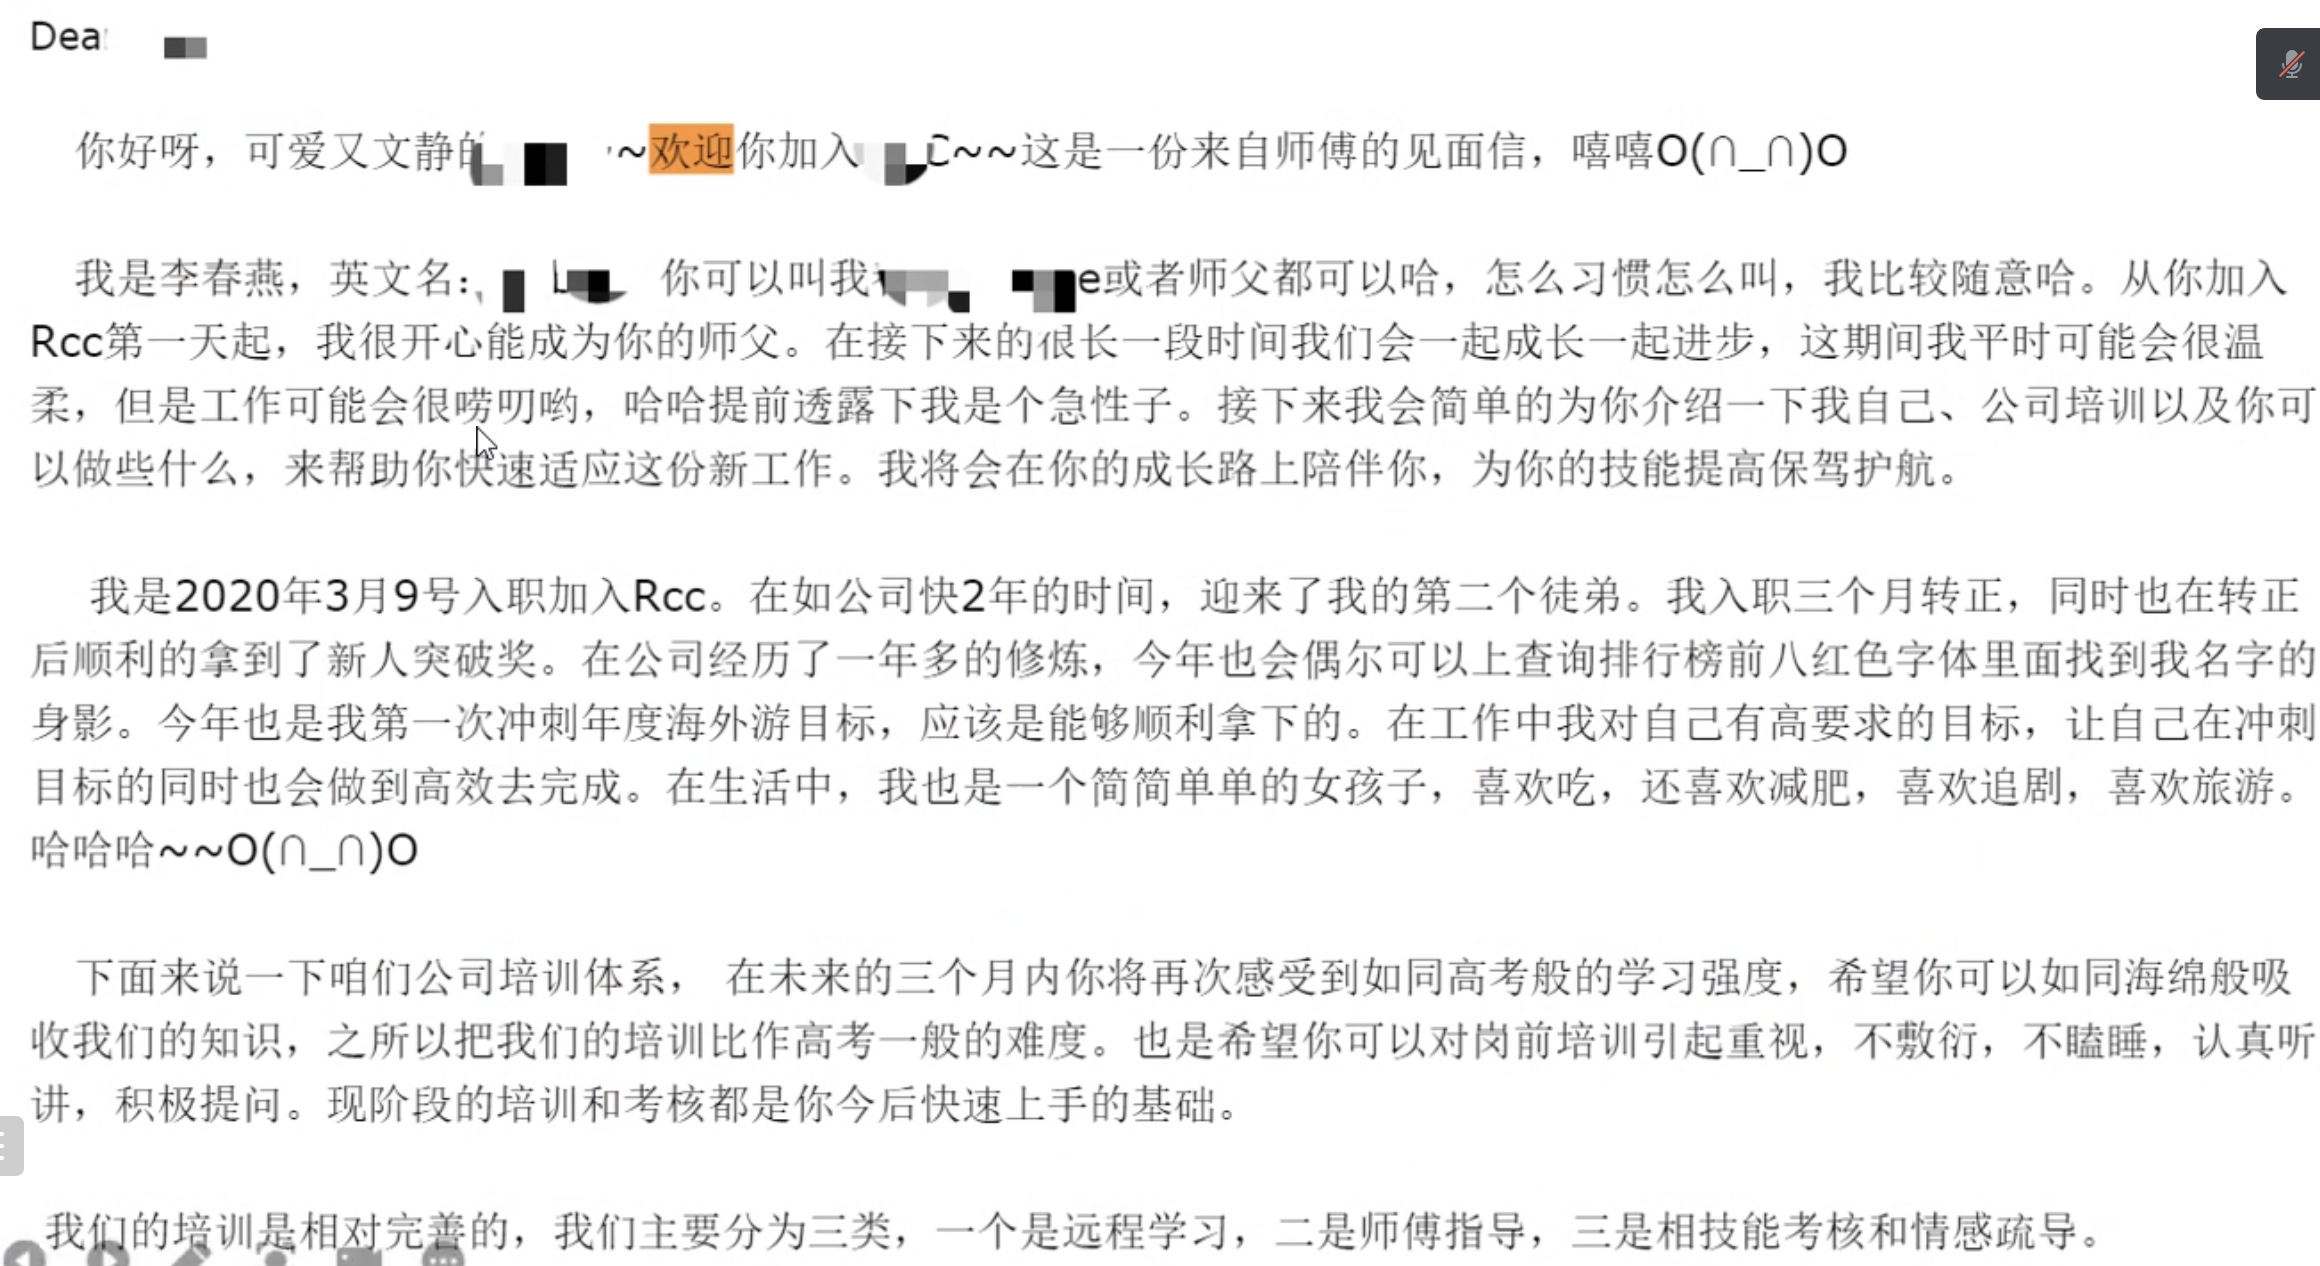 Dear
你好呀，可爱又文静的 ~欢迎你加入 C~~这是一份来自师傅的见面信，嘻嘻O(∩_∩)O
我是李春燕，英文名： 你可以叫我 e或者师父都可以哈，怎么习惯怎么叫，我比较随意哈。从你加入
Rcc第一天起，我很开心能成为你的师父。在接下来的很长一段时间我们会一起成长一起进步，这期间我平时可能会很温
柔，但是工作可能会很唠叨哟，哈哈提前透露下我是个急性子。接下来我会简单的为你介绍一下我自己、公司培训以及你可
以做些什么，来帮助你快速适应这份新工作。我将会在你的成长路上陪伴你，为你的技能提高保驾护航。
我是2020年3月9号入职加入Rcc。在如公司快2年的时间，迎来了我的第二个徒弟。我入职三个月转正，同时也在转正
后顺利的拿到了新人突破奖。在公司经历了一年多的修炼，今年也会偶尔可以上查询排行榜前八红色字体里面找到我名字的
身影。今年也是我第一次冲刺年度海外游目标，应该是能够顺利拿下的。在工作中我对自己有高要求的目标，让自己在冲刺
目标的同时也会做到高效去完成。在生活中，我也是一个简简单单的女孩子，喜欢吃，还喜欢减肥，喜欢追剧，喜欢旅游。
哈哈哈~~O(∩_∩)O
下面来说一下咱们公司培训体系， 在未来的三个月内你将再次感受到如同高考般的学习强度，希望你可以如同海绵般吸
收我们的知识，之所以把我们的培训比作高考一般的难度。也是希望你可以对岗前培训引起重视，不敷衍，不瞌睡，认真听
讲，积极提问。现阶段的培训和考核都是你今后快速上手的基础。
我们的培训是相对完善的，我们主要分为三类，一个是远程学习，二是师傅指导，三是相技能考核和情感疏导。